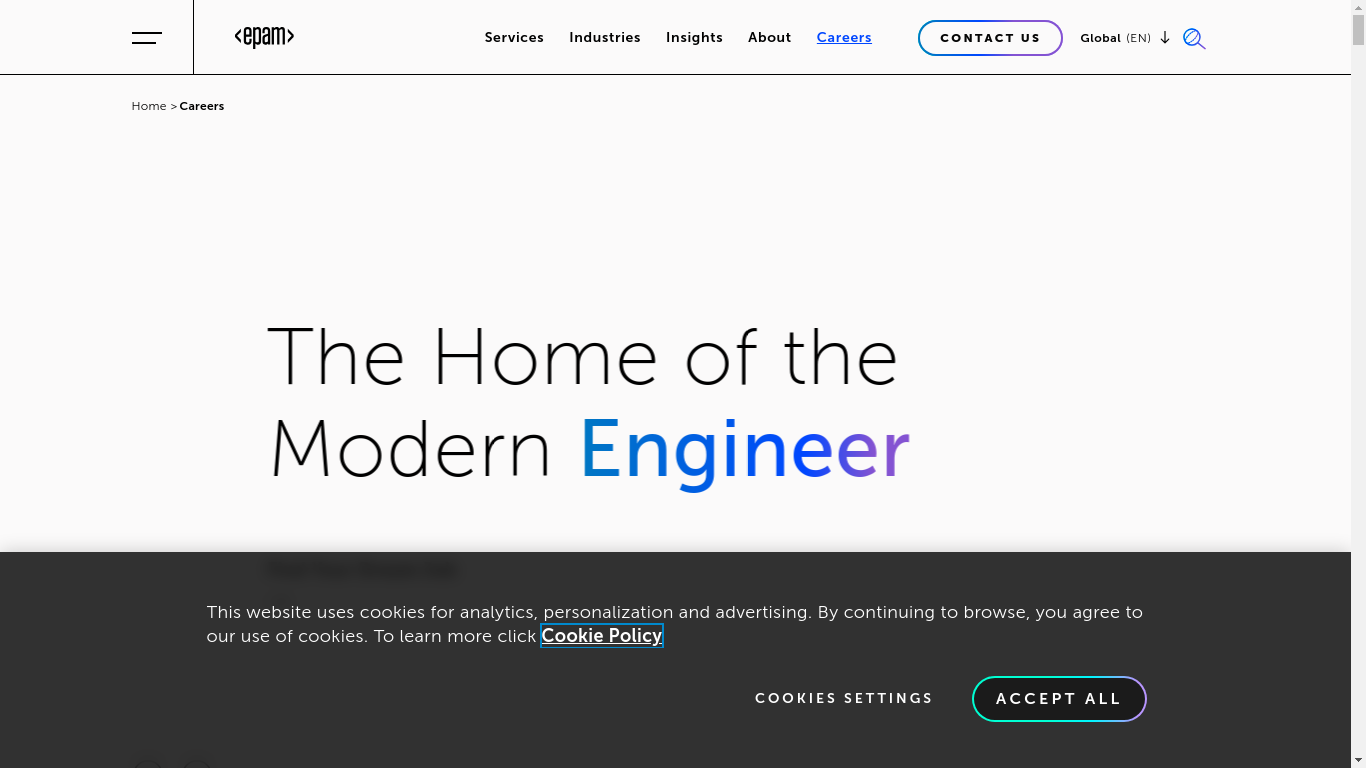 <epam>
Services
Industries
Insights
About
Careers
CONTACT US
Global (EN)
Home > Careers
The Home of the
Modern Engineer
This website uses cookies for analytics, personalization and advertising. By continuing to browse, you agree to
our use of cookies. To learn more click Cookie Policy
COOKIES SETTINGS
ACCEPT ALL